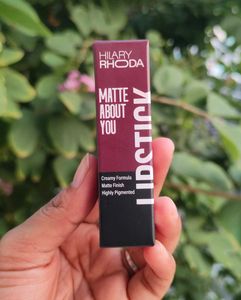 HILARY
RHODA
MATTE
ABOUT
YOU
LIPSTICK
Creamy Formula
Matte Finish
Highly Pigmented